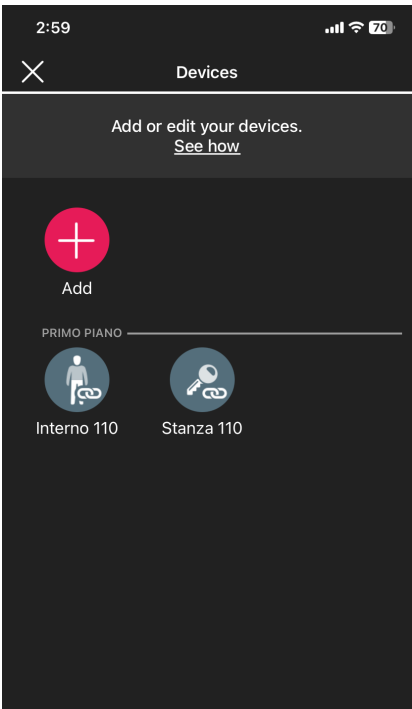 2:59
70
Devices
Add or edit your devices.
See how
Add
PRIMO PIANO
Interno 110
Stanza 110